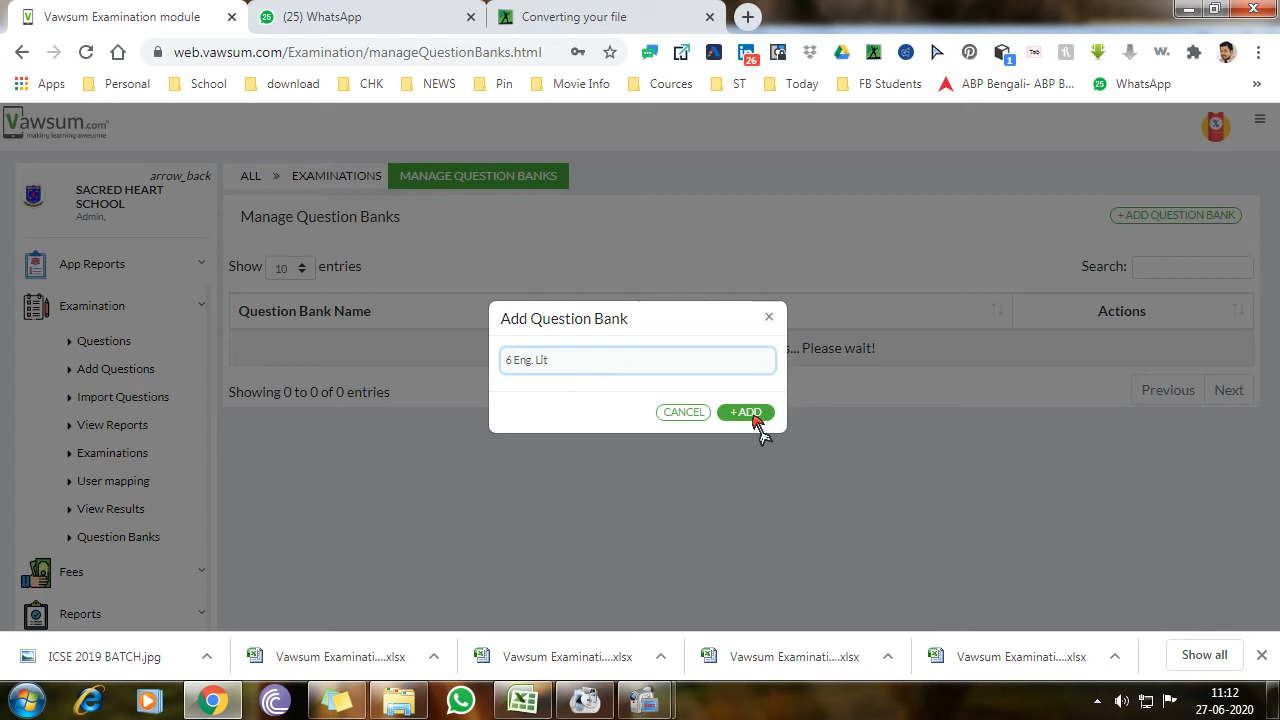 Vawsum Examination module
(25) WhatsApp
Converting your file
web.vawsum.com/Examination/manageQuestionBanks.html
26
1
Apps
Personal
School
download
CHK
NEWS
Pin
Movie Info
Cources
ST
Today
FB Students
ABP Bengali- ABP B...
WhatsApp
»
Vawsum.com
making learning awesome
arrow_back
SACRED HEART
SCHOOL
Admin,
App Reports
Examination
Questions
Add Questions
Import Questions
View Reports
Examinations
User mapping
View Results
Question Banks
Fees
Reports
ALL » EXAMINATIONS MANAGE QUESTION BANKS
Manage Question Banks
+ ADD QUESTION BANK
Show 10 entries
Search:
Question Bank Name
Actions
s... Please wait!
Showing 0 to 0 of 0 entries
Previous
Next
Add Question Bank
×
6 Eng. Lit
CANCEL
+ ADD
ICSE 2019 BATCH.jpg
Vawsum Examinati....xlsx
Vawsum Examinati....xlsx
Vawsum Examinati....xlsx
Vawsum Examinati....xlsx
Show all
11:12
27-06-2020